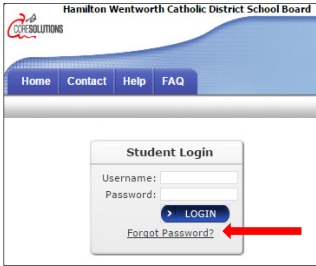 Hamilton Wentworth Catholic District School Board
CORESOLUTIONS
Home Contact Help FAQ
Student Login
Username:
Password:
> LOGIN
Forgot Password?